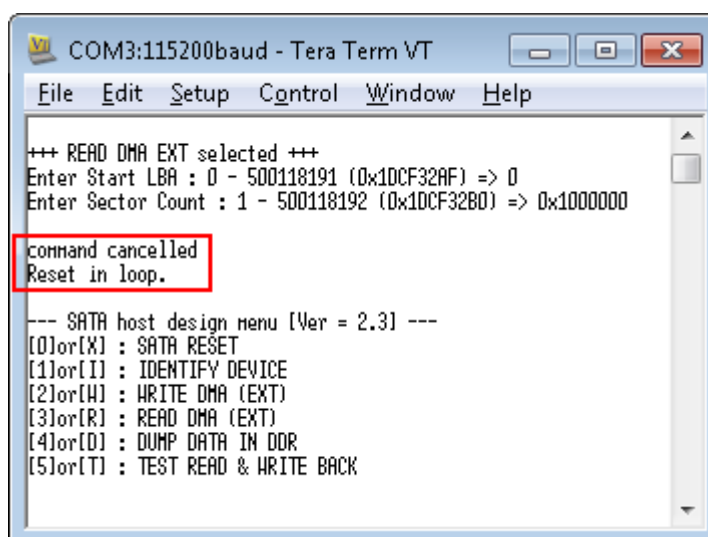 COM3:115200baud - Tera Term VT
File Edit Setup Control Window Help
+++ READ DMA EXT selected +++
Enter Start LBA : 0 - 500118191 (0x1DCF32AF) => 0
Enter Sector Count : 1 - 500118192 (0x1DCF32B0) => 0x1000000
command cancelled
Reset in loop.
--- SATA host design menu [Ver = 2.3] ---
[0]or[X] : SATA RESET
[1]or[I] : IDENTIFY DEVICE
[2]or[W] : WRITE DMA (EXT)
[3]or[R] : READ DMA (EXT)
[4]or[D] : DUMP DATA IN DDR
[5]or[T] : TEST READ & WRITE BACK